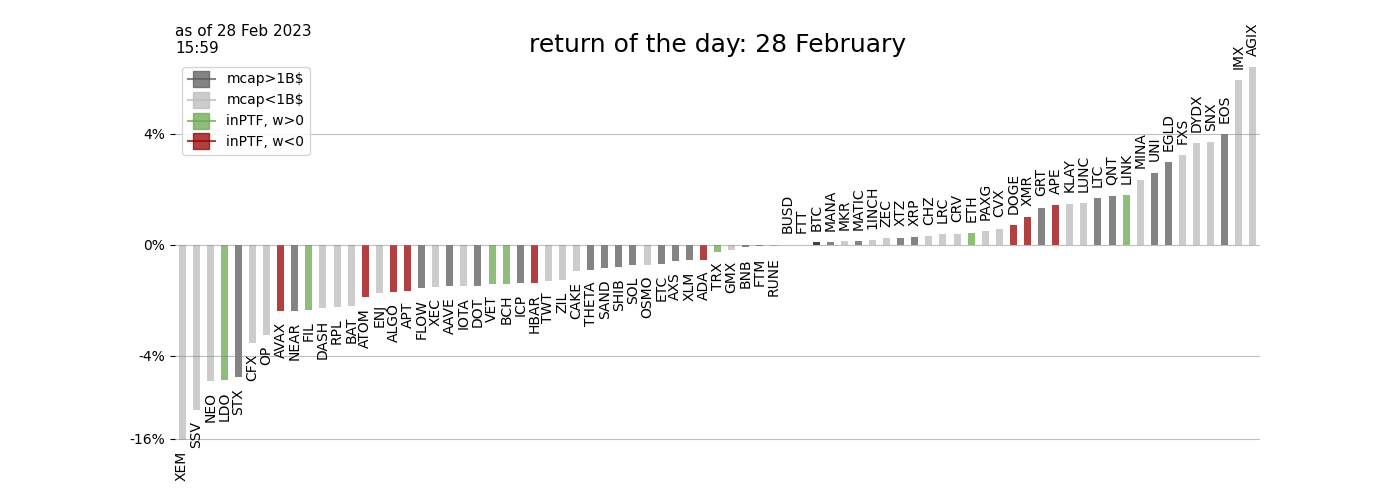 as of 28 Feb 2023
15:59
return of the day: 28 February
mcap>1B$
mcap<1B$
inPTF, w>0
inPTF, w<0
4%
0%
-4%
-16%
XEM
SSV
NEO
LDO
STX
CFX
OP
AVAX
NEAR
FIL
DASH
RPL
BAT
ATOM
ENJ
ALGO
APT
FLOW
XEC
AAVE
IOTA
DOT
VET
BCH
ICP
HBAR
TWT
ZIL
CAKE
THETA
SAND
SHIB
SOL
OSMO
ETC
AXS
XLM
ADA
TRX
GMX
BNB
FTM
RUNE
BUSD
FTT
BTC
MANA
MKR
MATIC
1INCH
ZEC
XTZ
XRP
CHZ
LRC
CRV
ETH
PAXG
CVX
DOGE
XMR
GRT
APE
KLAY
LUNC
LTC
QNT
LINK
MINA
UNI
EGLD
FXS
DYDX
SNX
EOS
IMX
AGIX